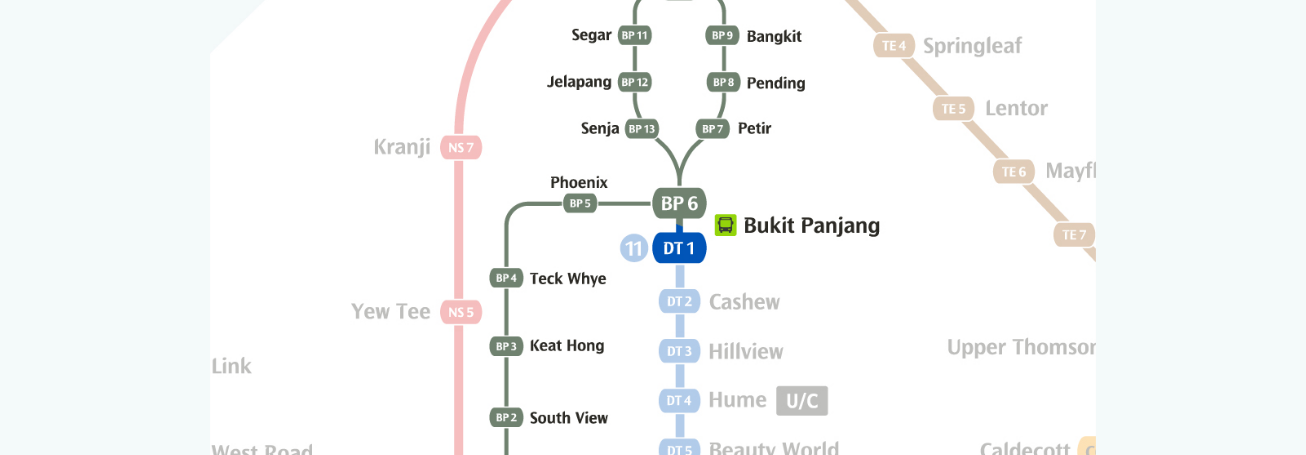 Segar BP 11
BP 9 Bangkit
TE 4 Springleaf
Jelapang BP 12
BP 8 Pending
TE 5 Lentor
Senja BP 13
BP 7 Petir
Kranji NS 7
TE 6
Phoenix
BP 5
BP 6
Bukit Panjang
TE 7
11 DT 1
BP 4 Teck Whye
DT 2 Cashew
Yew Tee NS 5
BP 3 Keat Hong
DT 3 Hillview
Upper Thomson
Link
DT 4 Hume U/C
BP 2 South View
West Road
DT 5 Beauty World
Caldecott